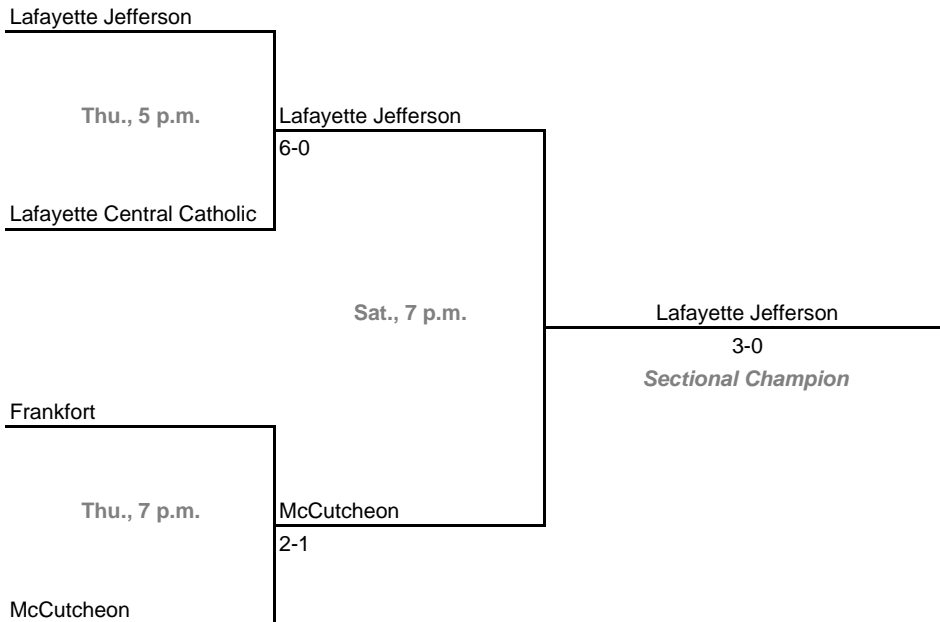 Lafayette Jefferson
Thu., 5 p.m.
Lafayette Jefferson
6-0
Lafayette Central Catholic
Sat., 7 p.m.
Lafayette Jefferson
3-0
Sectional Champion
Frankfort
Thu., 7 p.m.
McCutcheon
2-1
McCutcheon